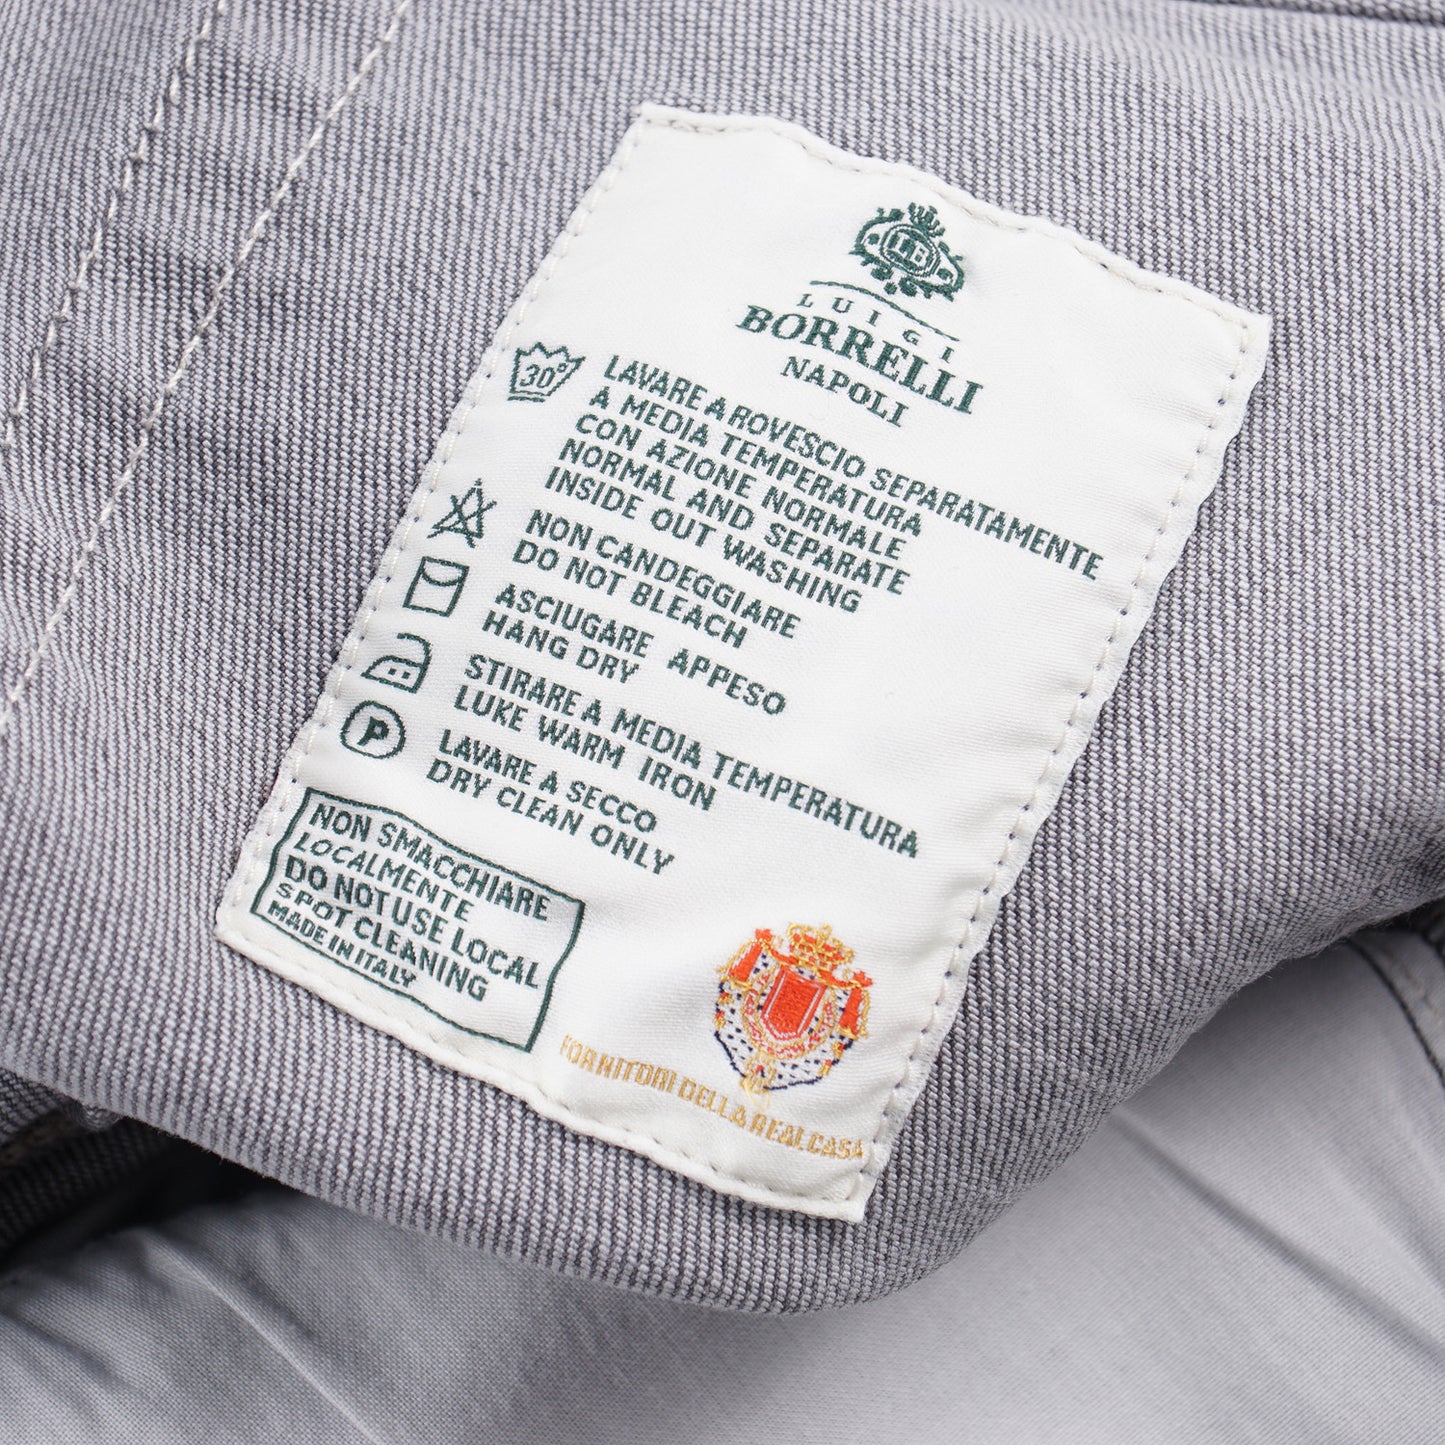 LB
LUIGI
BORRELLI
NAPOLI
30°
LAVARE A ROVESCIO SEPARATAMENTE
A MEDIA TEMPERATURA
CON AZIONE NORMALE
NORMAL AND SEPARATE
INSIDE OUT WASHING
NON CANDEGGIARE
DO NOT BLEACH
ASCIUGARE APPESO
HANG DRY
STIRARE A MEDIA TEMPERATURA
LUKE WARM IRON
P
LAVARE A SECCO
DRY CLEAN ONLY
NON SMACCHIARE
LOCALMENTE
DO NOT USE LOCAL
SPOT CLEANING
MADE IN ITALY
FORNITORI DELLA REAL CASA